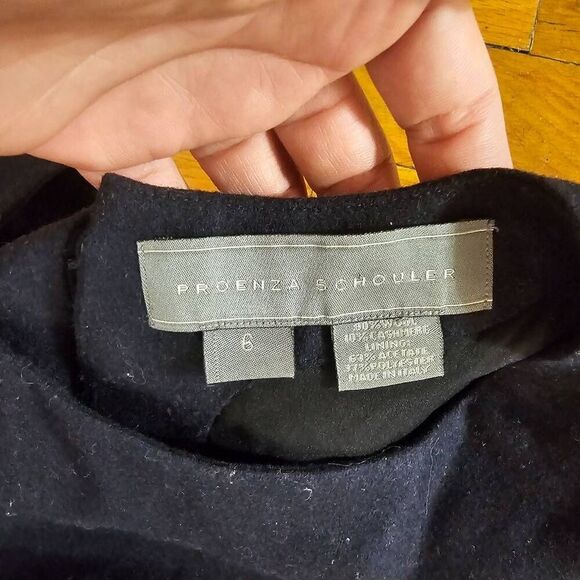 PROENZA SCHOULER
6
90% WOOL
10% CASHMERE
LINING:
63% ACETATE
37% POLYESTER
MADE IN ITALY